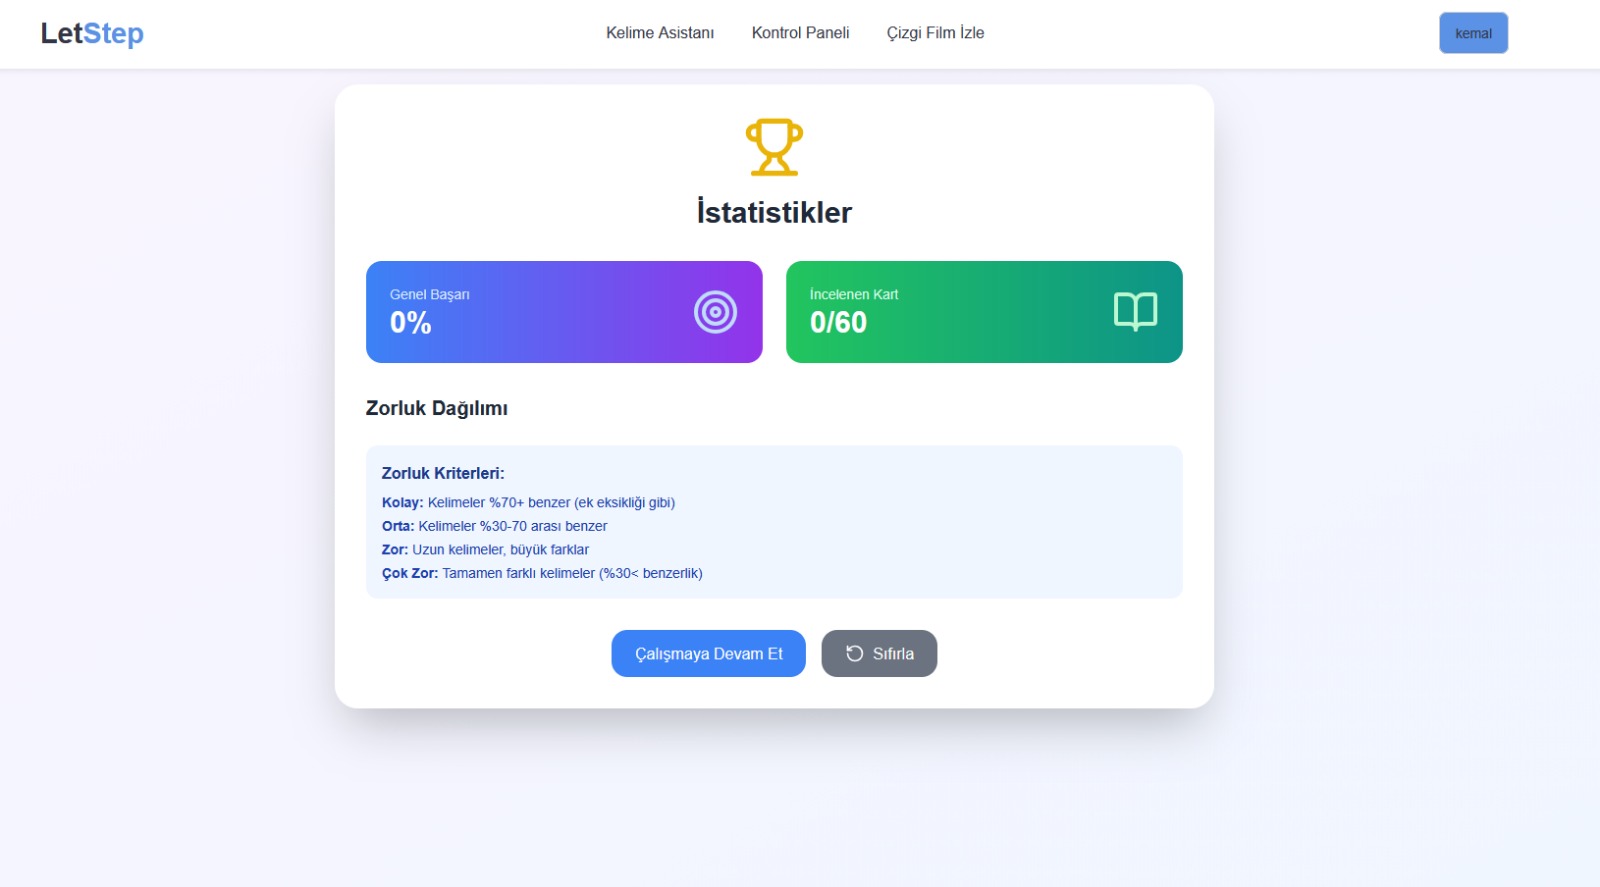 LetStep
Kelime Asistanı
Kontrol Paneli
Çizgi Film İzle
kemal
İstatistikler
Genel Başarı
0%
İncelenen Kart
0/60
Zorluk Dağılımı
Zorluk Kriterleri:
Kolay: Kelimeler %70+ benzer (ek eksikliği gibi)
Orta: Kelimeler %30-70 arası benzer
Zor: Uzun kelimeler, büyük farklar
Çok Zor: Tamamen farklı kelimeler (%30< benzerlik)
Çalışmaya Devam Et
Sıfırla